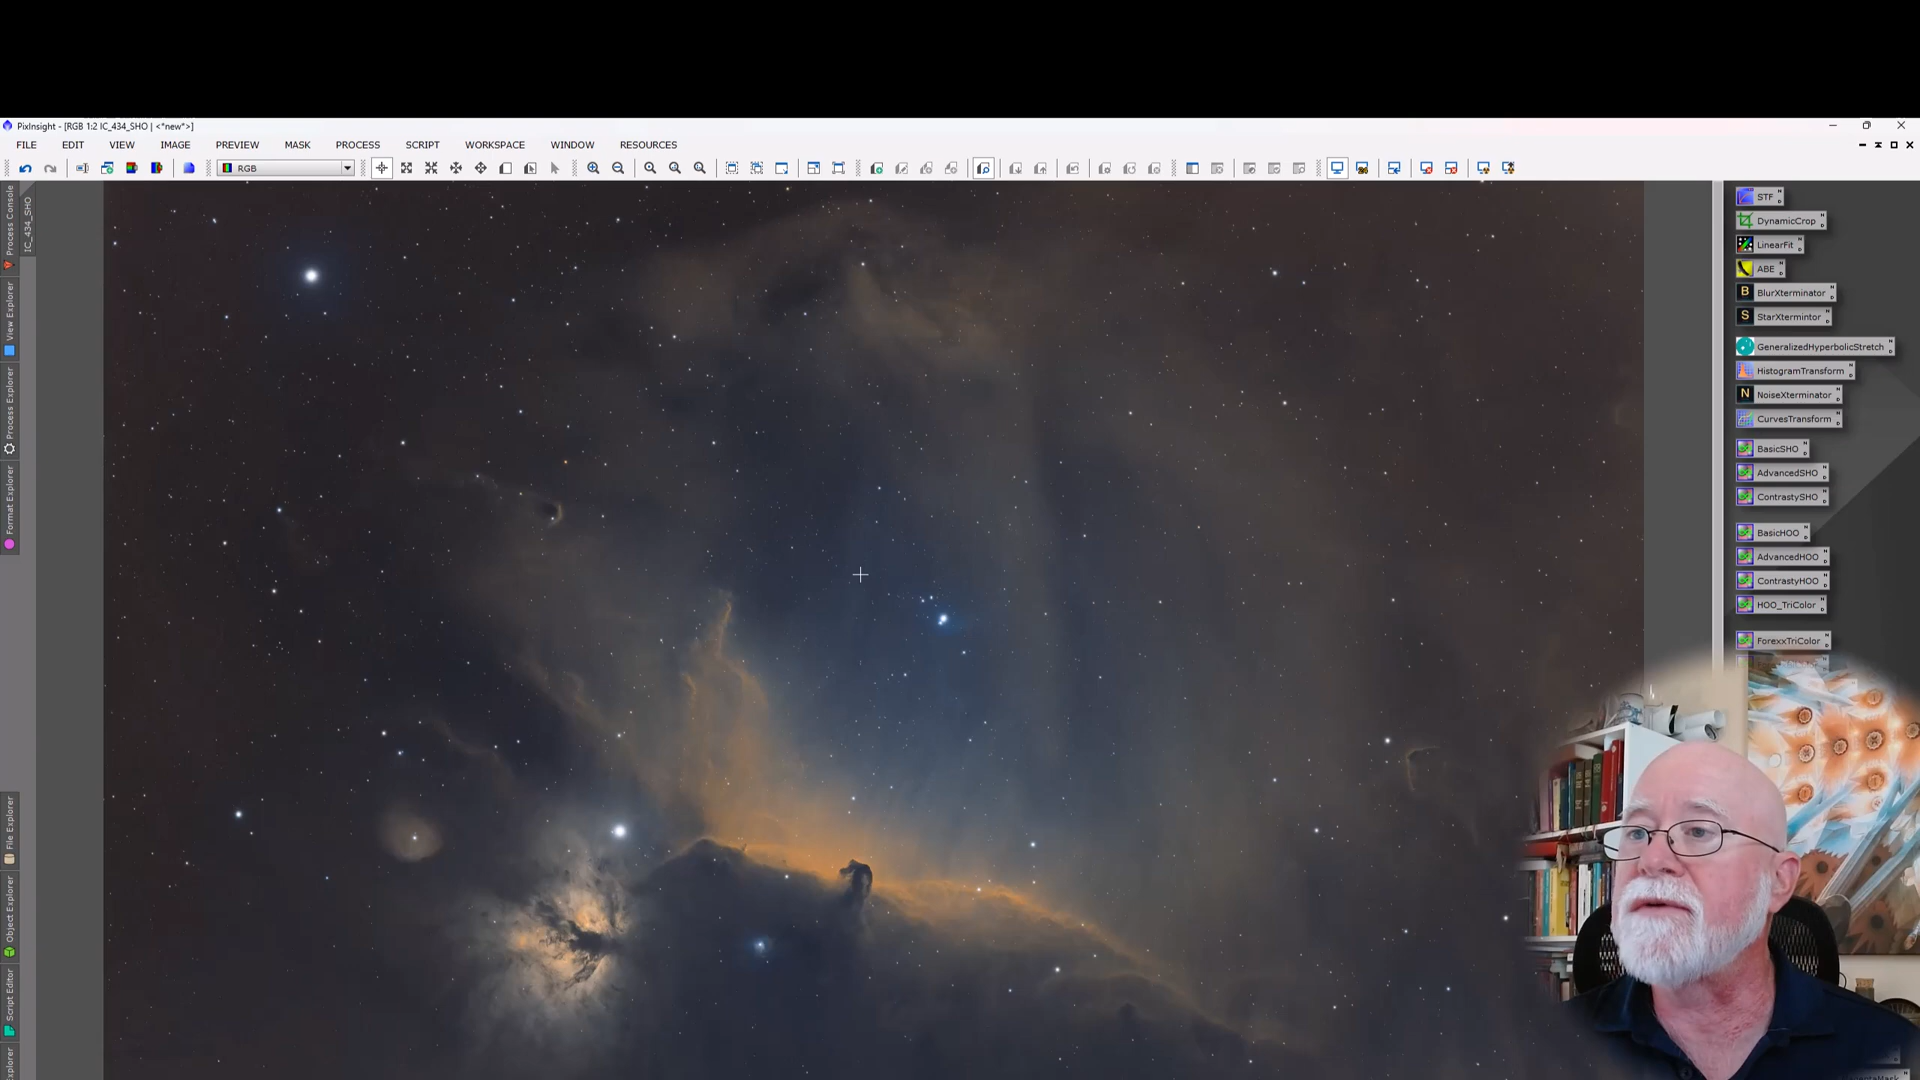 PixInsight - [RGB 1:2 IC_434_SHO | <*new*>]
FILE EDIT VIEW IMAGE PREVIEW MASK PROCESS SCRIPT WORKSPACE WINDOW RESOURCES
RGB
Process Console
View Explorer
Process Explorer
Format Explorer
File Explorer
Object Explorer
Script Editor
IC_434_SHO
STF
DynamicCrop
LinearFit
ABE
B BlurXterminator
S StarXtermintor
GeneralizedHyperbolicStretch
HistogramTransform
N NoiseXterminator
CurvesTransform
BasicSHO
AdvancedSHO
ContrastySHO
BasicHOO
AdvancedHOO
ContrastyHOO
HOO_TriColor
ForexxTriColor